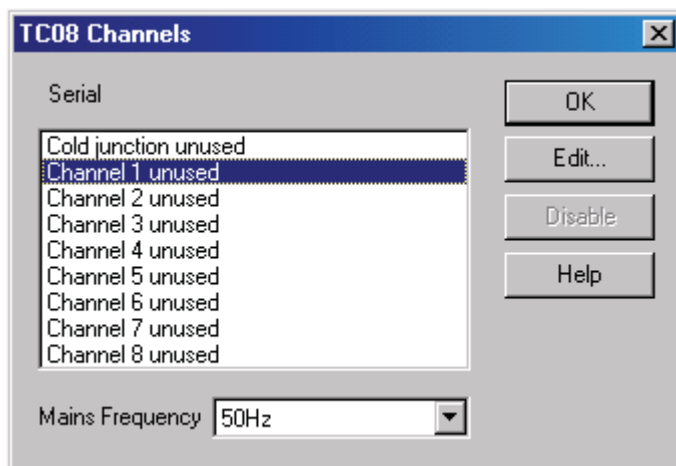 TC08 Channels
Serial
Cold junction unused
Channel 1 unused
Channel 2 unused
Channel 3 unused
Channel 4 unused
Channel 5 unused
Channel 6 unused
Channel 7 unused
Channel 8 unused
OK
Edit...
Disable
Help
Mains Frequency 50Hz